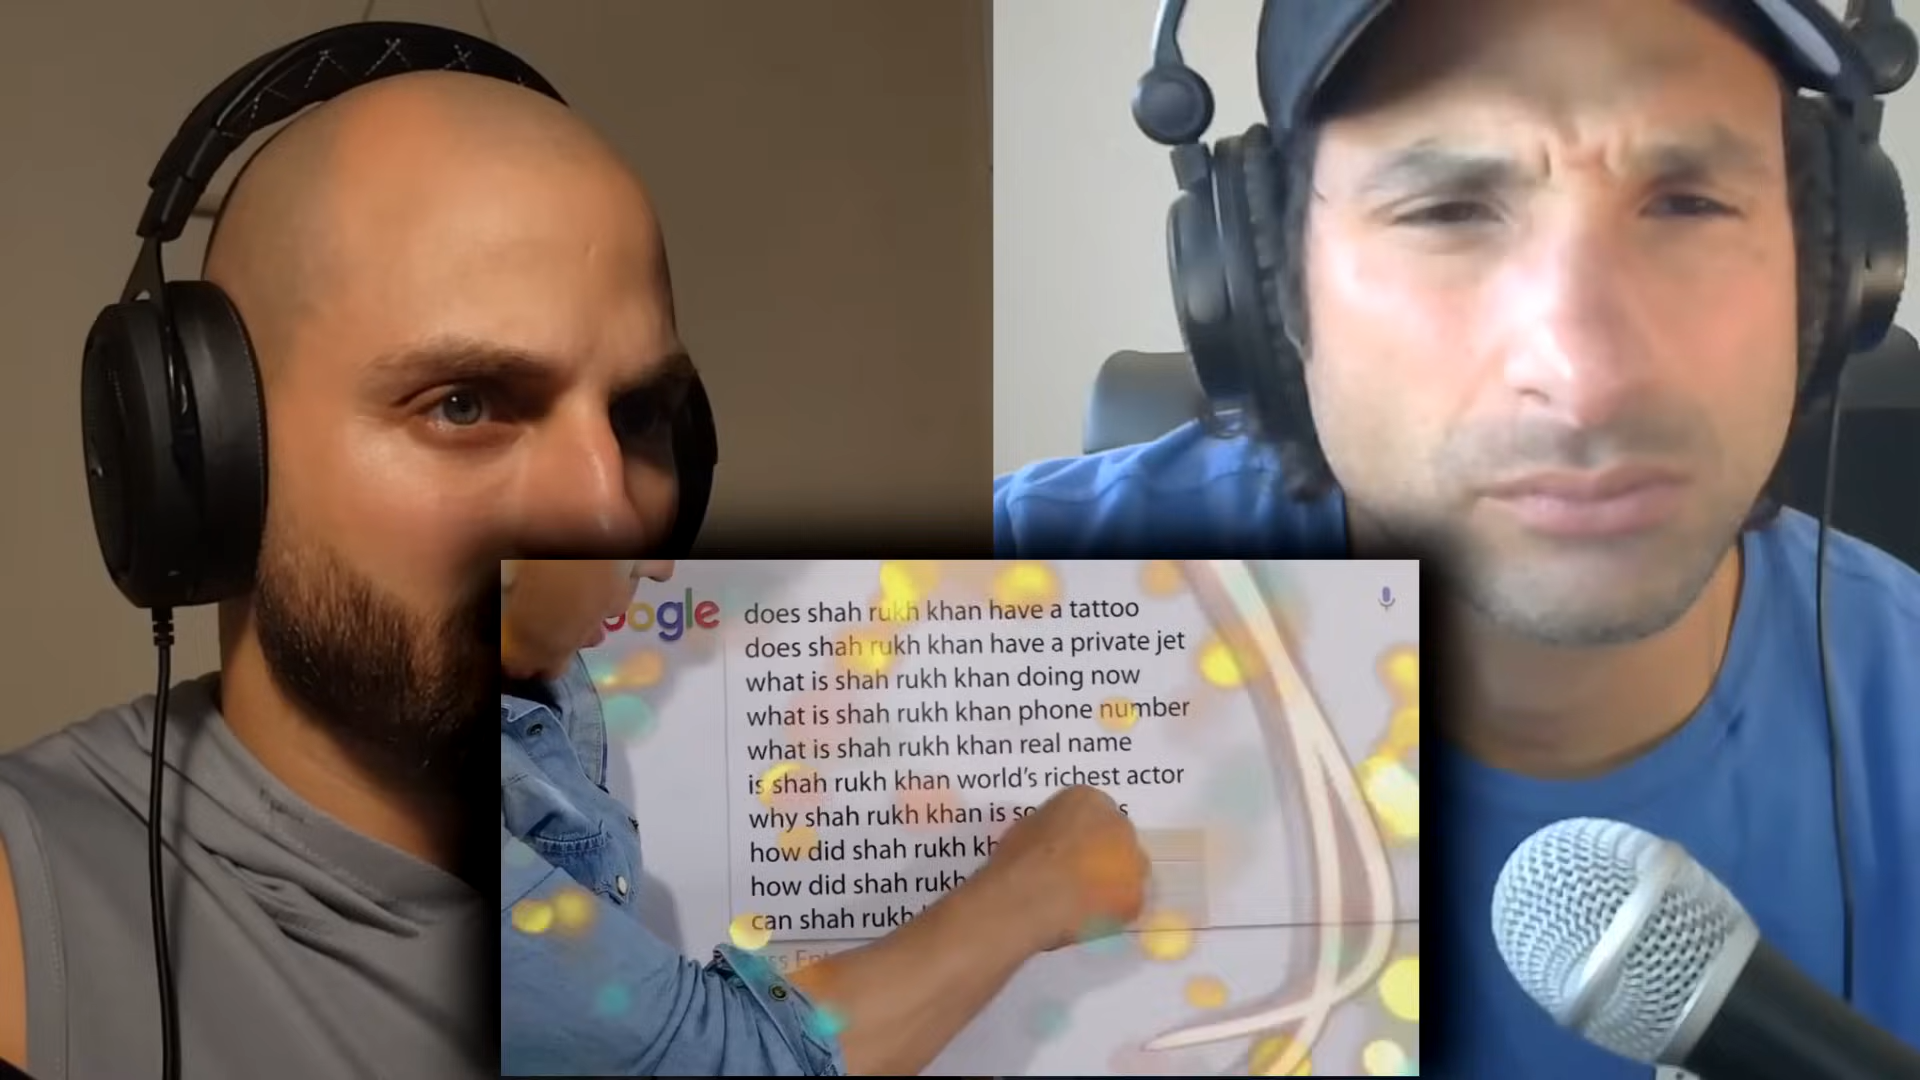 does shah rukh khan have a tattoo
does shah rukh khan have a private jet
what is shah rukh khan doing now
what is shah rukh khan phone number
what is shah rukh khan real name
is shah rukh khan world's richest actor
why shah rukh khan is
how did shah rukh
how did shah rukh
can shah rukh